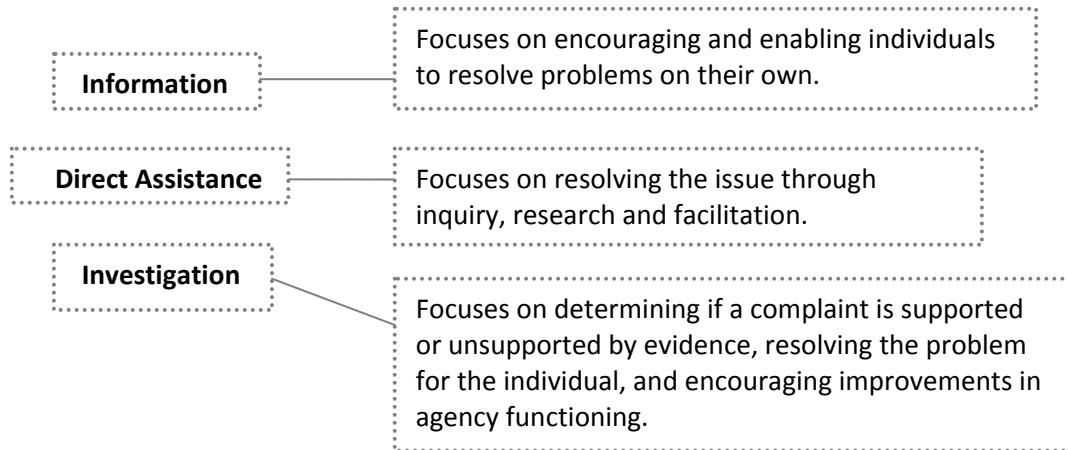 Information
Focuses on encouraging and enabling individuals
to resolve problems on their own.
Direct Assistance
Focuses on resolving the issue through
inquiry, research and facilitation.
Investigation
Focuses on determining if a complaint is supported
or unsupported by evidence, resolving the problem
for the individual, and encouraging improvements in
agency functioning.